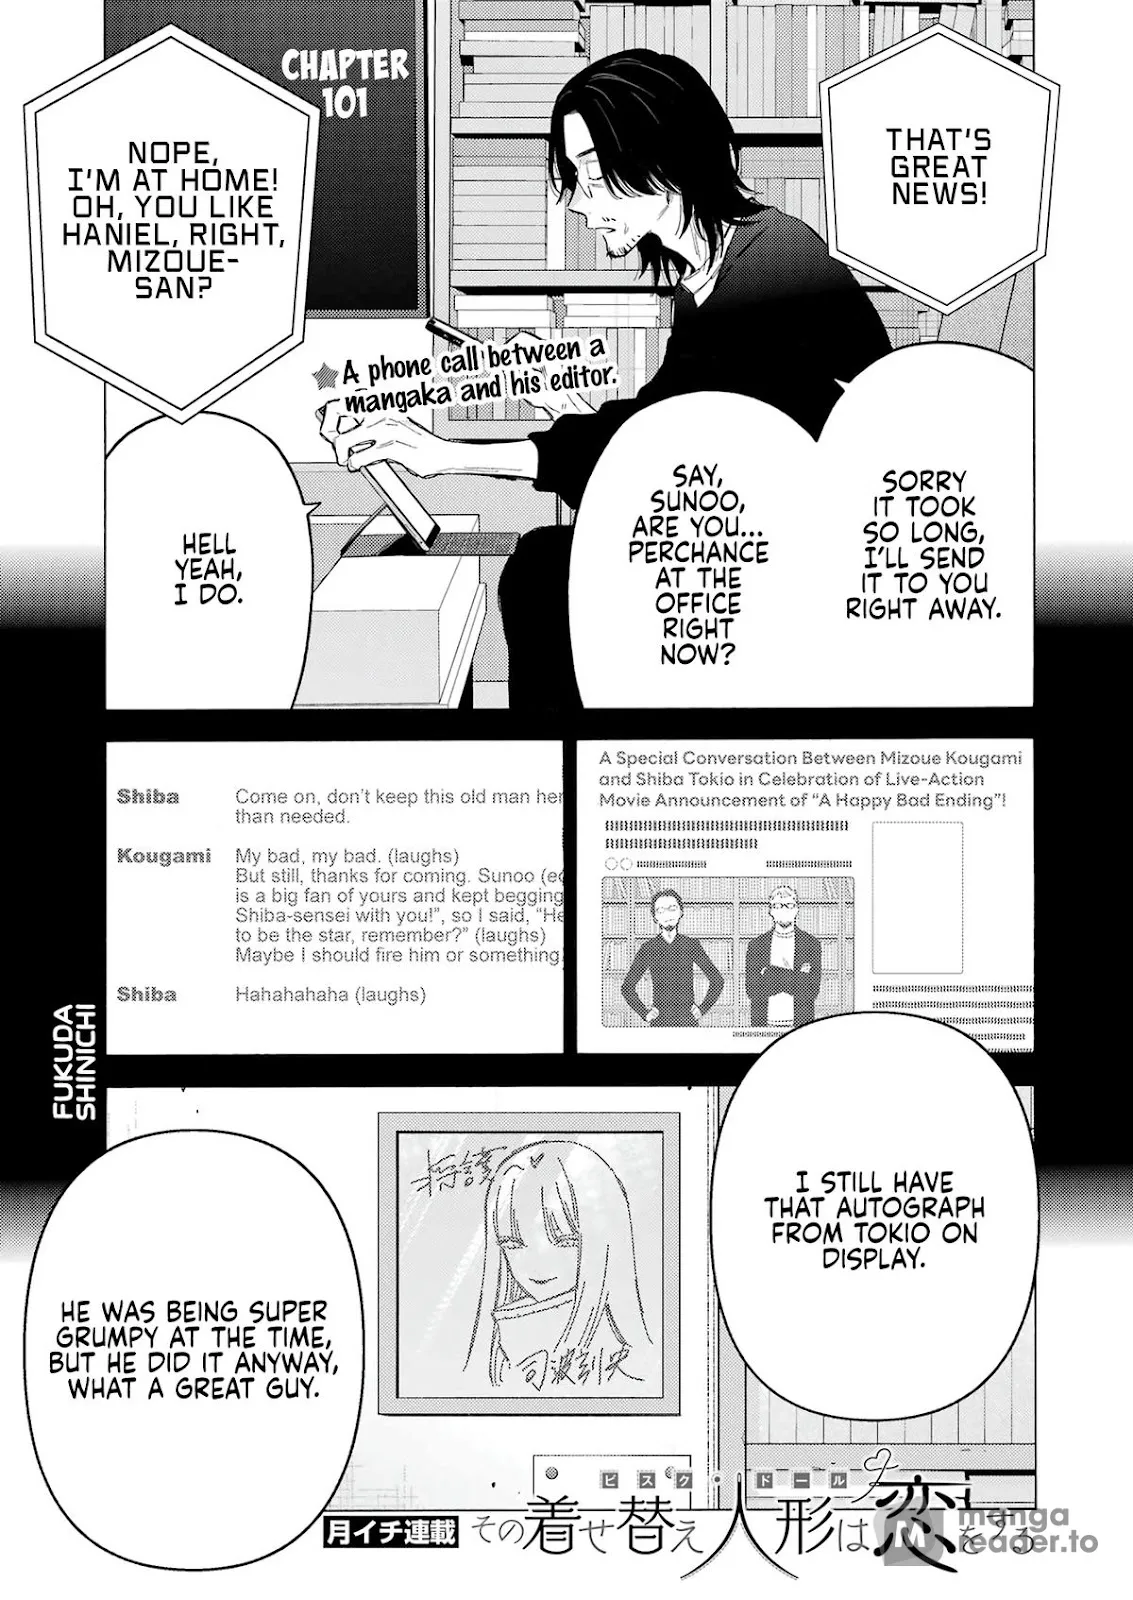 CHAPTER
101
THAT'S
GREAT
NEWS!
SORRY
IT TOOK
SO LONG,
I'LL SEND
IT TO YOU
RIGHT AWAY.
SAY,
SUNOO,
ARE YOU...
PERCHANCE
AT THE
OFFICE
RIGHT
NOW?
NOPE,
I'M AT HOME!
OH, YOU LIKE
HANIEL, RIGHT,
MIZOUE-
SAN?
A phone call between a
mangaka and his editor.
HELL
YEAH,
I DO.
A Special Conversation Between Mizoue Kougami
and Shiba Tokio in Celebration of Live-Action
Movie Announcement of "A Happy Bad Ending"!
Shiba Come on, don't keep this old man her
than needed.
Kougami My bad, my bad. (laughs)
But still, thanks for coming. Sunoo (ed
is a big fan of yours and kept begging
Shiba-sensei with you!", so I said, "He
to be the star, remember?" (laughs)
Maybe I should fire him or something
Shiba Hahahahaha (laughs)
FUKUDA
SHINICHI
I STILL HAVE
THAT AUTOGRAPH
FROM TOKIO ON
DISPLAY.
司波刻央
HE WAS BEING SUPER
GRUMPY AT THE TIME,
BUT HE DID IT ANYWAY,
WHAT A GREAT GUY.
ビスク・ドール
月イチ連載
その着せ替え人形は恋をする
M
manga
reader.to